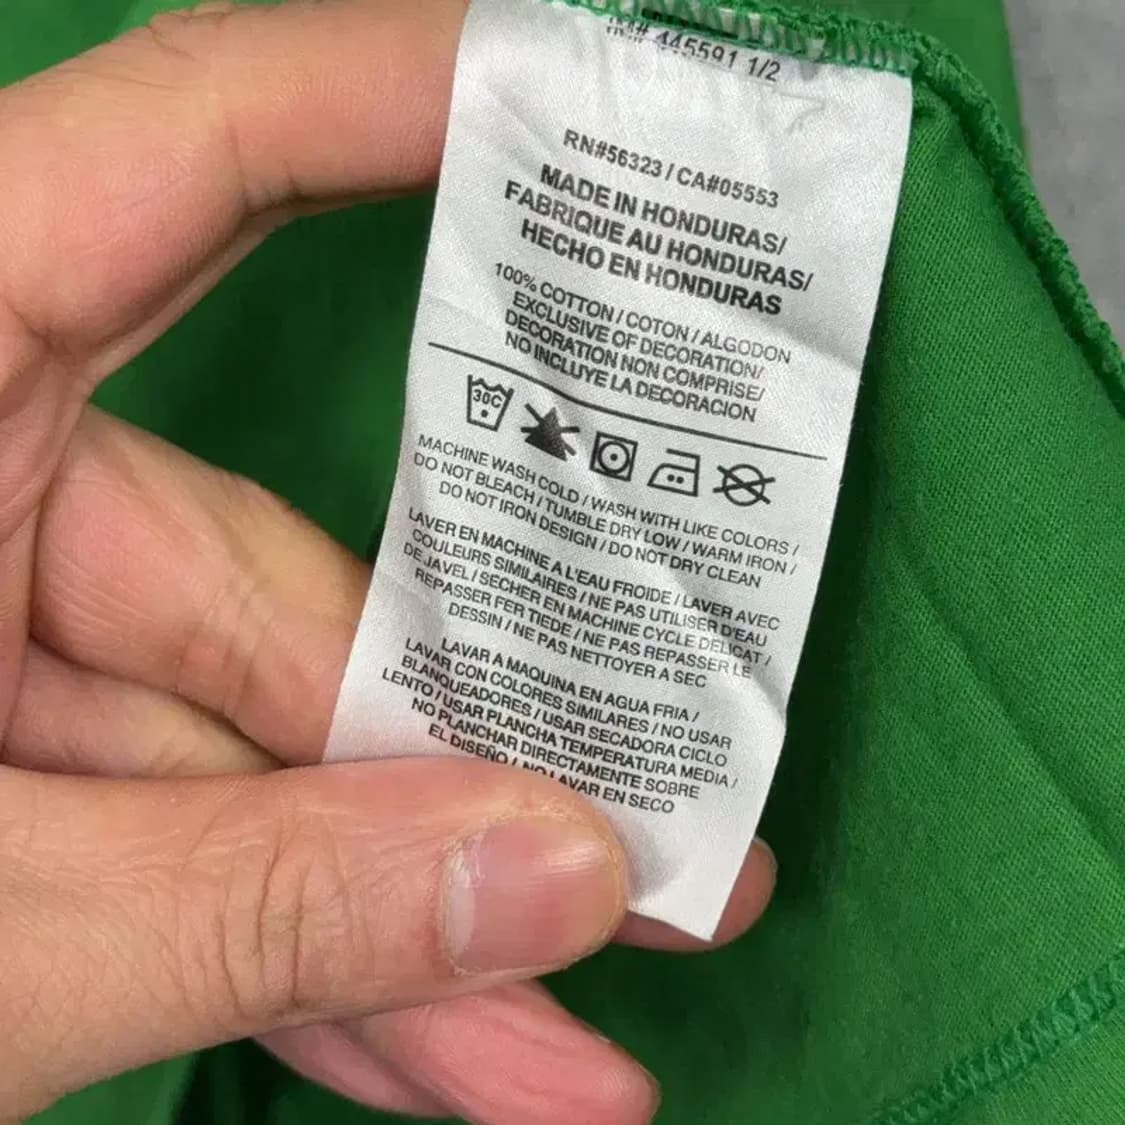 445591 1/2
RN#56323 / CA#05553
MADE IN HONDURAS/
FABRIQUE AU HONDURAS/
HECHO EN HONDURAS
100% COTTON / COTON / ALGODON
EXCLUSIVE OF DECORATION/
DECORATION NON COMPRISE/
NO INCLUYE LA DECORACION
30C
MACHINE WASH COLD / WASH WITH LIKE COLORS /
DO NOT BLEACH / TUMBLE DRY LOW / WARM IRON /
DO NOT IRON DESIGN / DO NOT DRY CLEAN
LAVER EN MACHINE A L'EAU FROIDE / LAVER AVEC
COULEURS SIMILAIRES / NE PAS UTILISER D'EAU
DE JAVEL / SECHER EN MACHINE CYCLE DELICAT /
REPASSER FER TIEDE / NE PAS REPASSER LE
DESSIN / NE PAS NETTOYER A SEC
LAVAR A MAQUINA EN AGUA FRIA /
LAVAR CON COLORES SIMILARES / NO USAR
BLANQUEADORES / USAR SECADORA CICLO
LENTO / USAR PLANCHA TEMPERATURA MEDIA /
NO PLANCHAR DIRECTAMENTE SOBRE
EL DISEÑO / NO LAVAR EN SECO